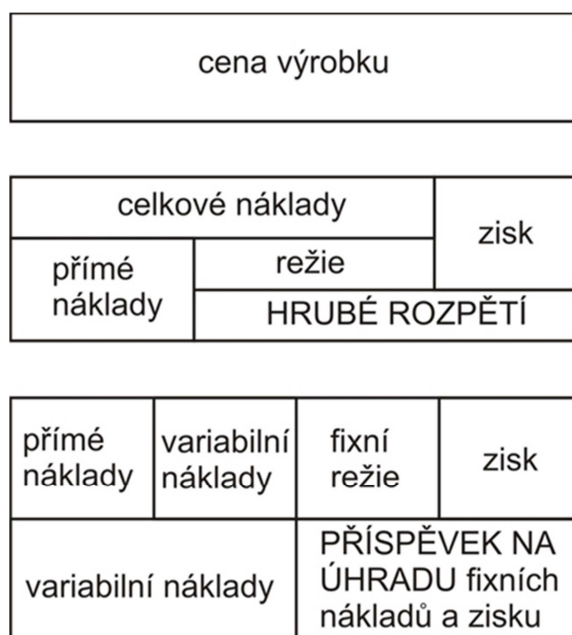 cena výrobku
celkové náklady
zisk
přímé
náklady
režie
HRUBÉ ROZPĚTÍ
přímé
náklady
variabilní
náklady
fixní
režie
zisk
variabilní náklady
PŘÍSPĚVEK NA
ÚHRADU fixních
nákladů a zisku